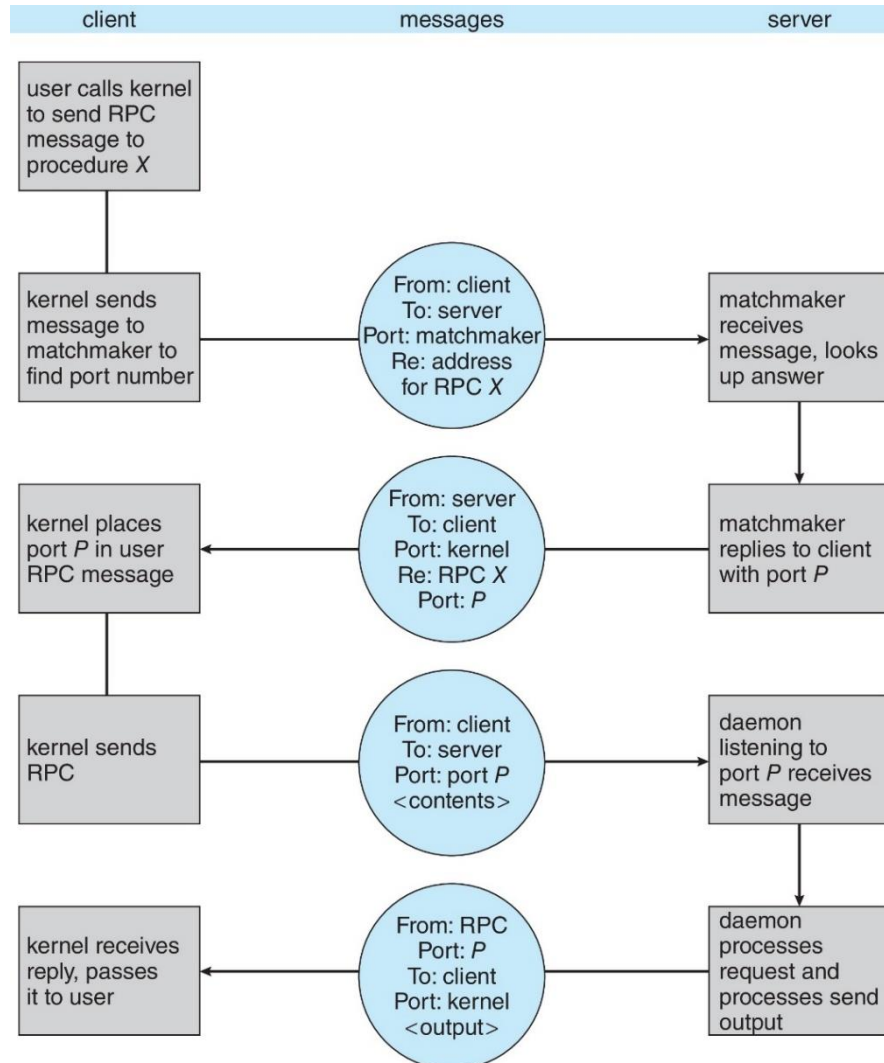 client
messages
server
user calls kernel
to send RPC
message to
procedure X
kernel sends
message to
matchmaker to
find port number
From: client
To: server
Port: matchmaker
Re: address
for RPC X
matchmaker
receives
message, looks
up answer
kernel places
port P in user
RPC message
From: server
To: client
Port: kernel
Re: RPC X
Port: P
matchmaker
replies to client
with port P
kernel sends
RPC
From: client
To: server
Port: port P
<contents>
daemon
listening to
port P receives
message
kernel receives
reply, passes
it to user
From: RPC
Port: P
To: client
Port: kernel
<output>
daemon
processes
request and
processes send
output